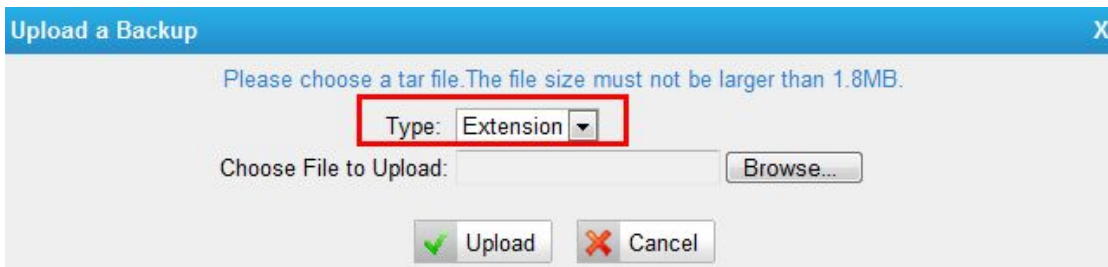 Upload a Backup X
Please choose a tar file.The file size must not be larger than 1.8MB.
Type: Extension
Choose File to Upload: Browse...
Upload Cancel